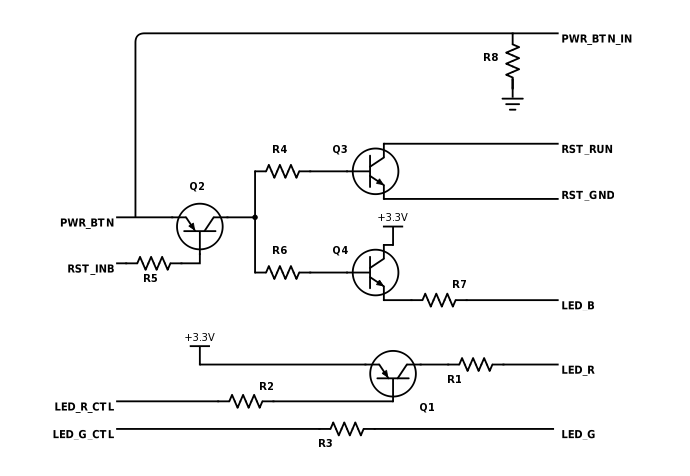 PWR_BTN_IN
R8
R4
Q3
RST_RUN
Q2
RST_GND
+3.3V
PWR_BTN
R6
Q4
RST_INB
R5
R7
LED_B
+3.3V
LED_R
R1
R2
LED_R_CTL
Q1
LED_G_CTL
LED_G
R3